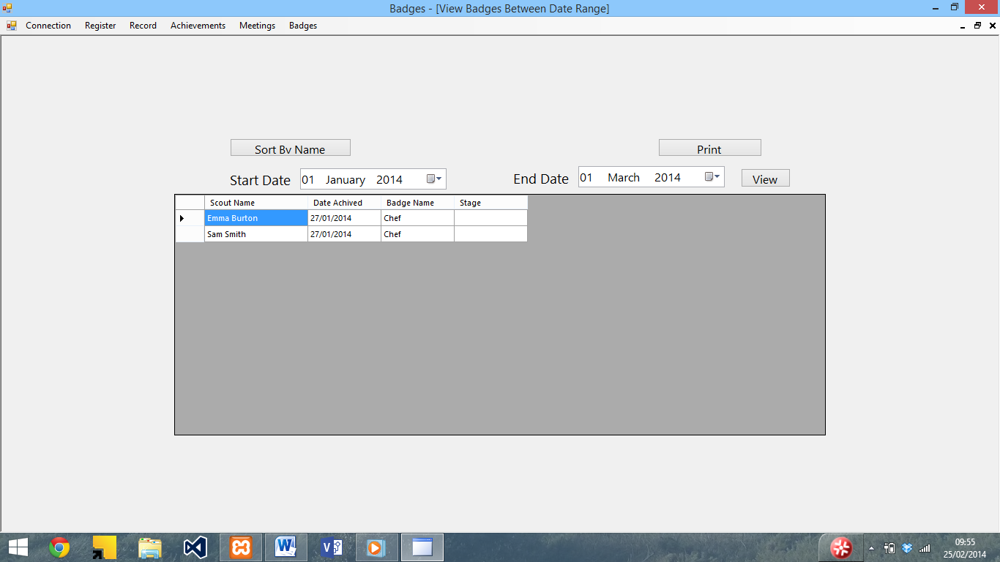 Badges - [View Badges Between Date Range]
Connection Register Record Achievements Meetings Badges
Sort By Name Print
Start Date 01 January 2014 End Date 01 March 2014 View
Scout Name Date Achived Badge Name Stage
Emma Burton 27/01/2014 Chef
Sam Smith 27/01/2014 Chef
09:55
25/02/2014